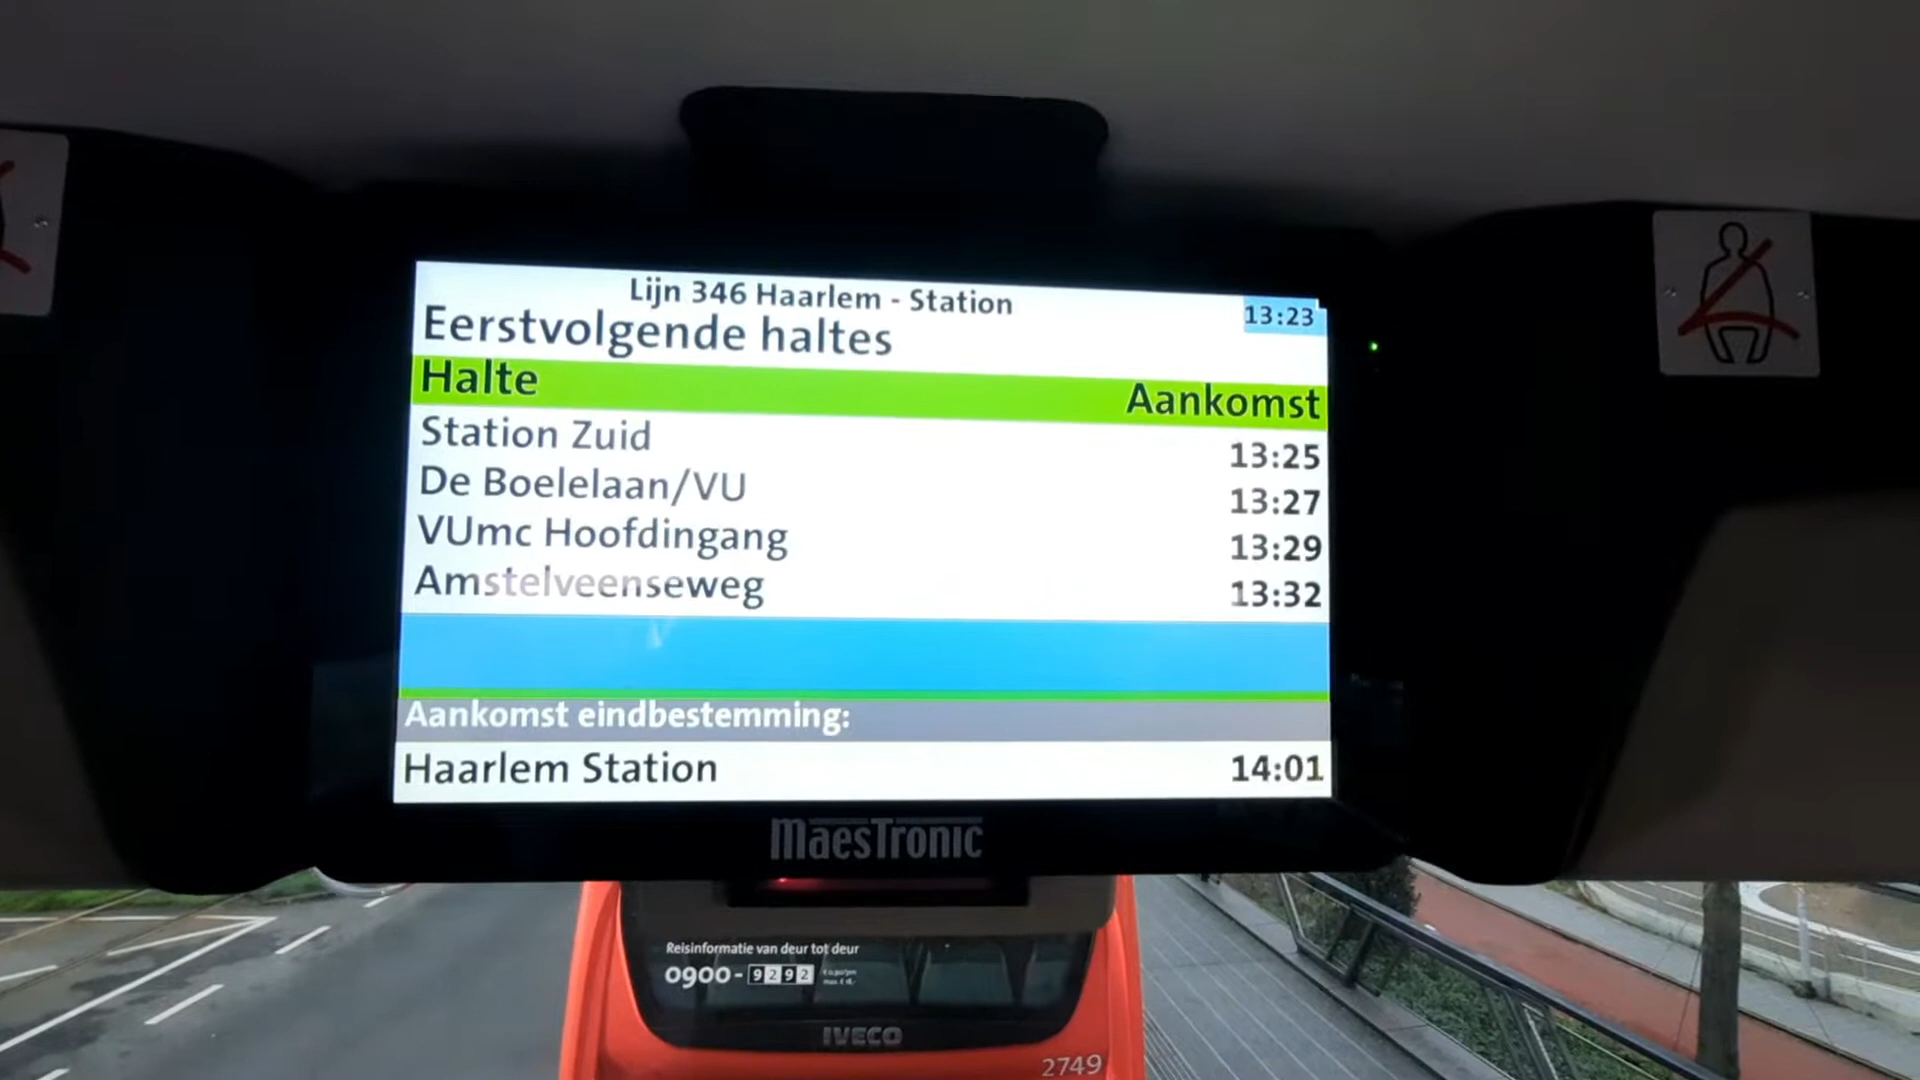 Lijn 346 Haarlem - Station
13:23
Eerstvolgende haltes
Halte Aankomst
Station Zuid 13:25
De Boelelaan/VU 13:27
VUmc Hoofdingang 13:29
Amstelveenseweg 13:32
Aankomst eindbestemming:
Haarlem Station 14:01
MaesTronic
Reisinformatie van deur tot deur
0900-9292
IVECO
2749